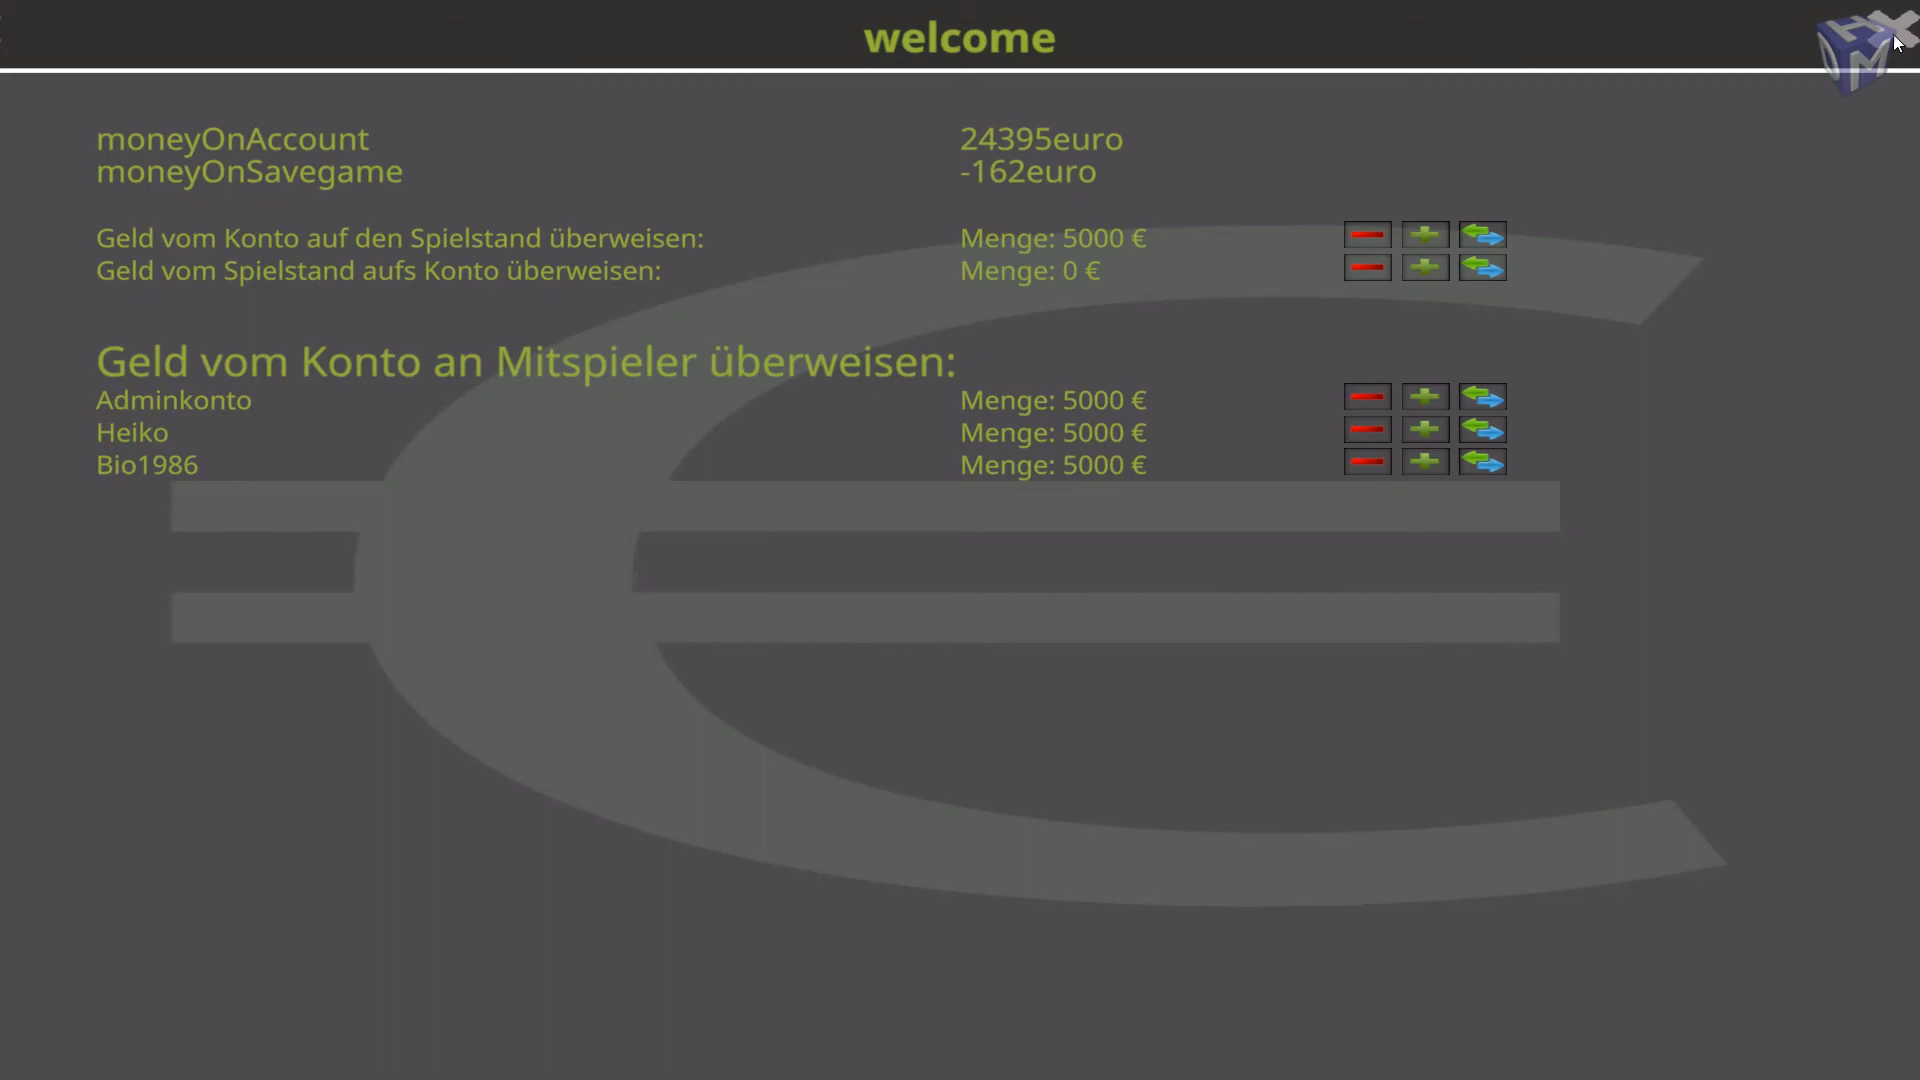 welcome
moneyOnAccount 24395euro
moneyOnSavegame -162euro
Geld vom Konto auf den Spielstand überweisen: Menge: 5000 €
Geld vom Spielstand aufs Konto überweisen: Menge: 0 €
Geld vom Konto an Mitspieler überweisen:
Adminkonto Menge: 5000 €
Heiko Menge: 5000 €
Bio1986 Menge: 5000 €